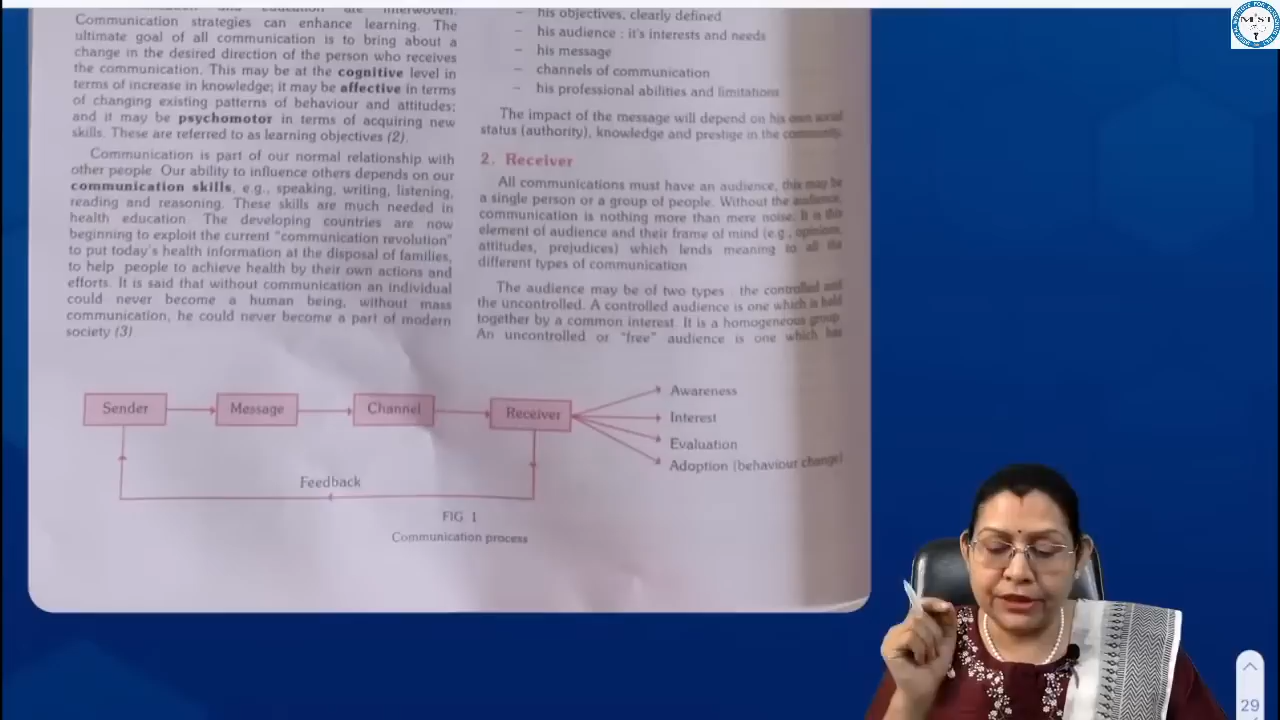 Communication strategies can enhance learning. The
ultimate goal of all communication is to bring about a
change in the desired direction of the person who receives
the communication. This may be at the cognitive level in
terms of increase in knowledge; it may be affective in terms
of changing existing patterns of behaviour and attitudes;
and it may be psychomotor in terms of acquiring new
skills. These are referred to as learning objectives (2).
Communication is part of our normal relationship with
other people. Our ability to influence others depends on our
communication skills, e.g., speaking, writing, listening,
reading and reasoning. These skills are much needed in
health education. The developing countries are now
beginning to exploit the current "communication revolution"
to put today's health information at the disposal of families,
to help people to achieve health by their own actions and
efforts. It is said that without communication an individual
could never become a human being, without mass
communication, he could never become a part of modern
society (3)
– his objectives, clearly defined
– his audience : it's interests and needs
– his message
– channels of communication
– his professional abilities and limitations
The impact of the message will depend on his own social
status (authority), knowledge and prestige in the community.
2. Receiver
All communications must have an audience, this may be
a single person or a group of people. Without the audience,
communication is nothing more than mere noise. It is this
element of audience and their frame of mind (e.g., opinions,
attitudes, prejudices) which lends meaning to all the
different types of communication
The audience may be of two types : the controlled and
the uncontrolled. A controlled audience is one which is held
together by a common interest. It is a homogeneous group.
An uncontrolled or "free" audience is one which has
Sender
Message
Channel
Receiver
Awareness
Interest
Evaluation
Adoption (behaviour change)
Feedback
FIG 1
Communication process
29